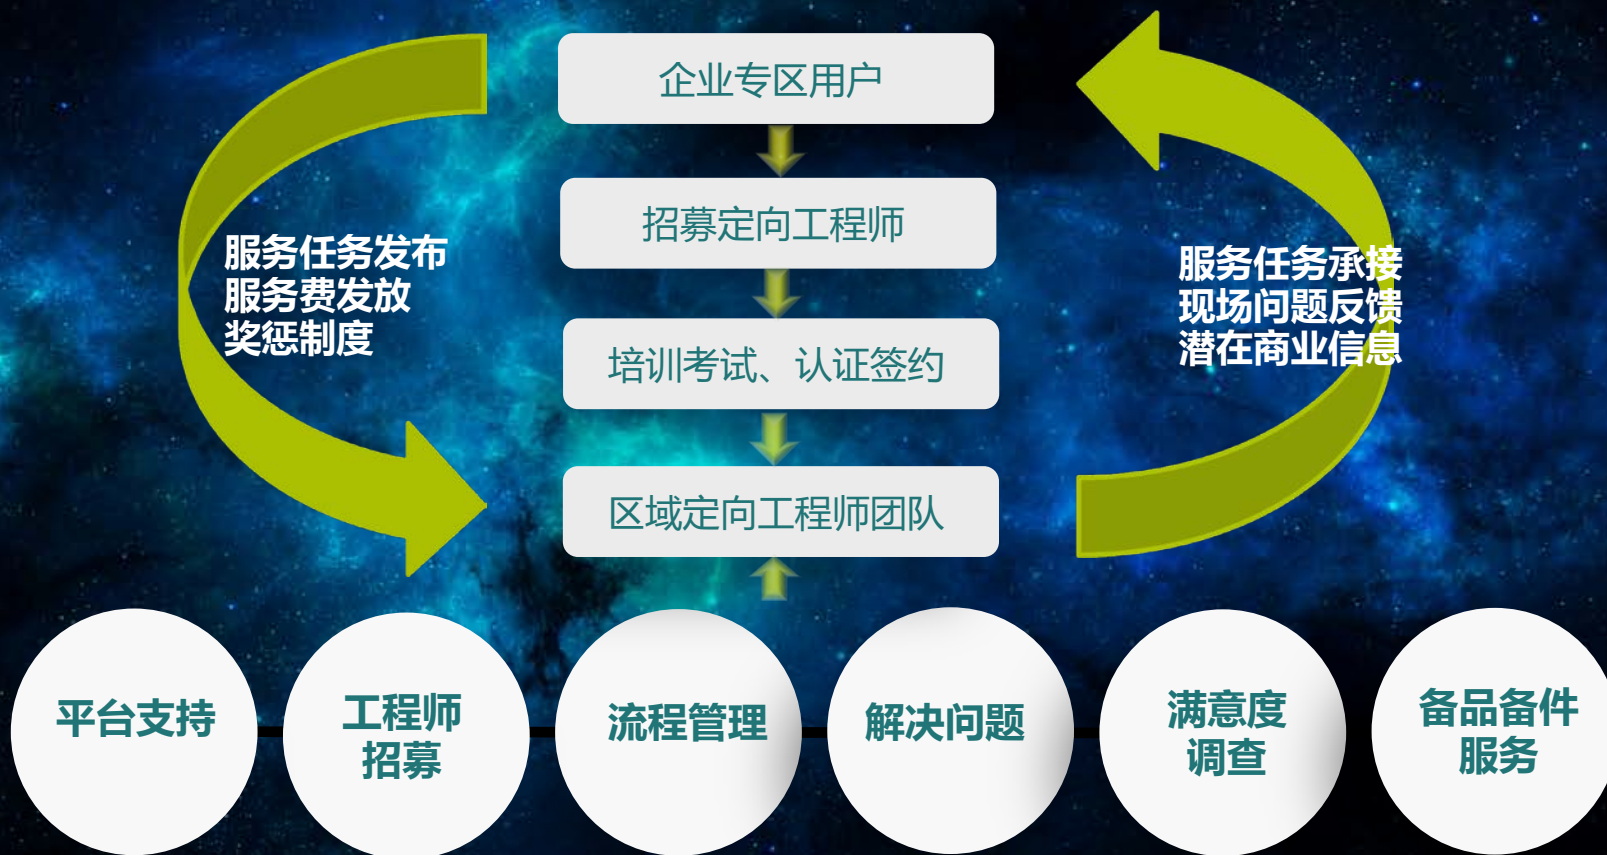 企业专区用户
招募定向工程师
培训考试、认证签约
区域定向工程师团队
服务任务发布
服务费发放
奖惩制度
服务任务承接
现场问题反馈
潜在商业信息
平台支持
工程师
招募
流程管理
解决问题
满意度
调查
备品备件
服务